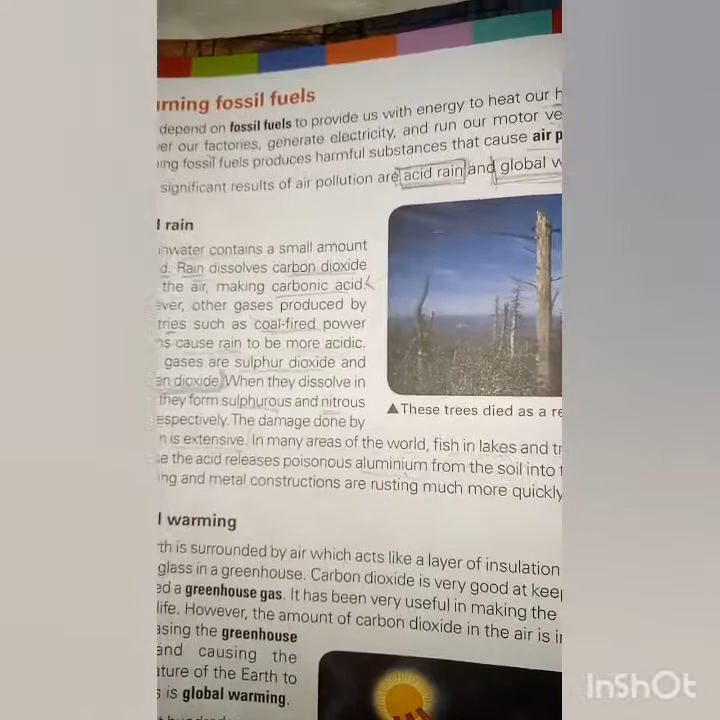 rning fossil fuels
depend on fossil fuels to provide us with energy to heat our h
er our factories, generate electricity, and run our motor ve
ing fossil fuels produces harmful substances that cause air p
significant results of air pollution are acid rain and global w
rain
nwater contains a small amount
d. Rain dissolves carbon dioxide
the air, making carbonic acid.
ever, other gases produced by
tries such as coal-fired power
s cause rain to be more acidic.
gases are sulphur dioxide and
en dioxide. When they dissolve in
they form sulphurous and nitrous
espectively. The damage done by
n is extensive. In many areas of the world, fish in lakes and tr
e the acid releases poisonous aluminium from the soil into t
ing and metal constructions are rusting much more quickly
▲These trees died as a re
l warming
th is surrounded by air which acts like a layer of insulation
glass in a greenhouse. Carbon dioxide is very good at keep
ed a greenhouse gas. It has been very useful in making the
life. However, the amount of carbon dioxide in the air is i
asing the greenhouse
and causing the
ature of the Earth to
s is global warming.
InShOt